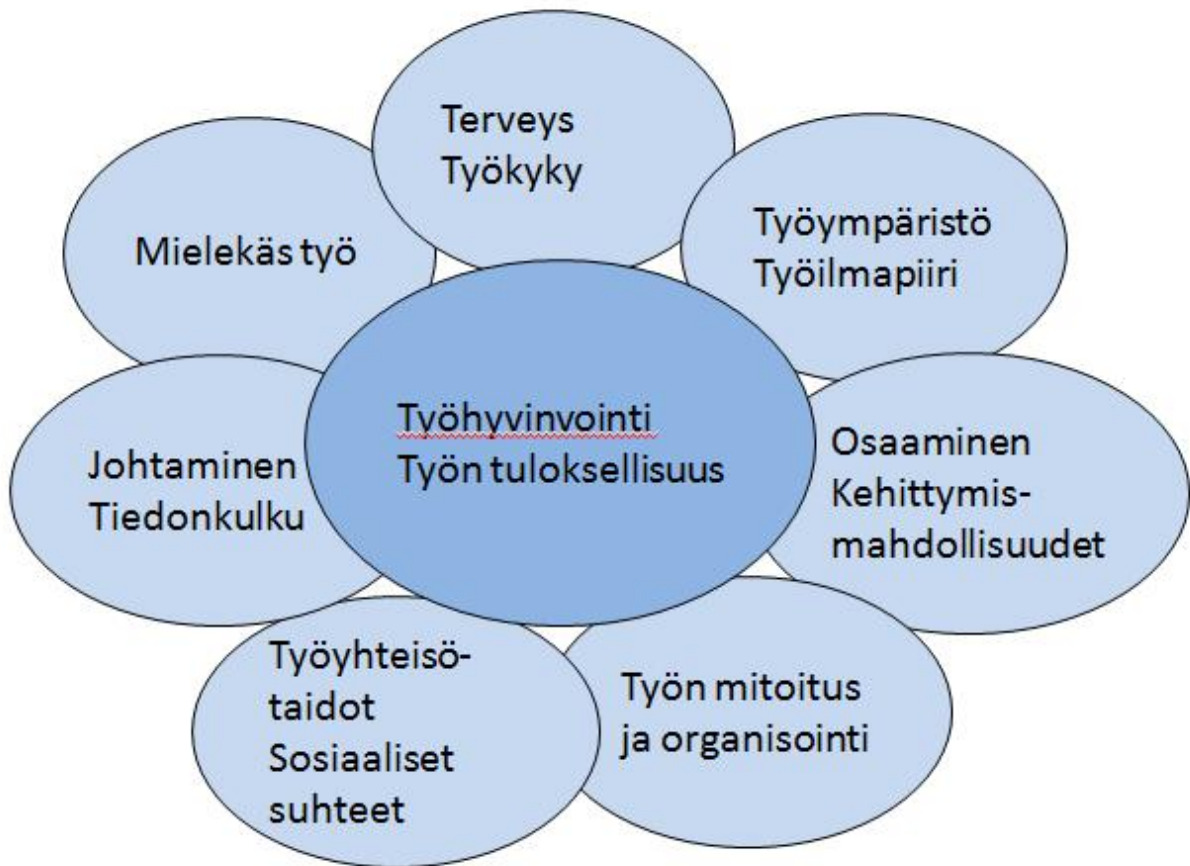 Terveys
Työkyky
Työympäristö
Työilmapiiri
Mielekäs työ
Työhyvinvointi
Työn tuloksellisuus
Osaaminen
Kehittymis-
mahdollisuudet
Johtaminen
Tiedonkulku
Työyhteisö-
taidot
Sosiaaliset
suhteet
Työn mitoitus
ja organisointi